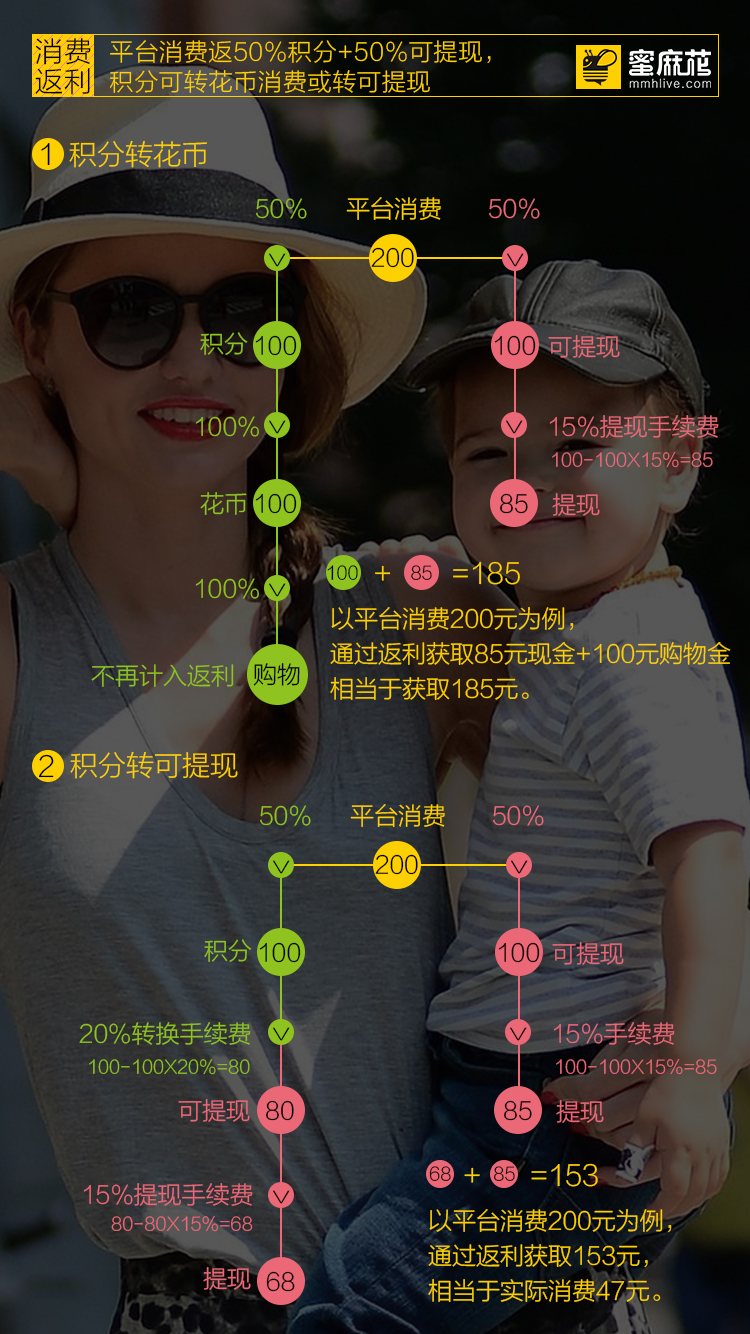 消费
返利
平台消费返50%积分+50%可提现，
积分可转花币消费或转可提现
蜜麻花
mmhlive.com
1 积分转花币
50% 平台消费 50%
200
积分 100 100 可提现
100% 15%提现手续费
100-100X15%=85
花币 100 85 提现
100%
100 + 85 =185
以平台消费200元为例，
通过返利获取85元现金+100元购物金
相当于获取185元。
不再计入返利 购物
2 积分转可提现
50% 平台消费 50%
200
积分 100 100 可提现
20%转换手续费 15%手续费
100-100X20%=80 100-100X15%=85
可提现 80 85 提现
15%提现手续费
80-80X15%=68
提现 68
68 + 85 =153
以平台消费200元为例，
通过返利获取153元，
相当于实际消费47元。